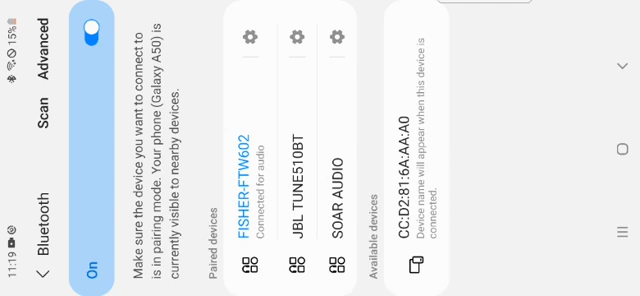 11:19 15%
Bluetooth Scan Advanced
On
Make sure the device you want to connect to
is in pairing mode. Your phone (Galaxy A50) is
currently visible to nearby devices.
Paired devices
FISHER-FTW602
Connected for audio
JBL TUNE510BT
SOAR AUDIO
Available devices
CC:D2:81:6A:AA:A0
Device name will appear when this device is
connected.